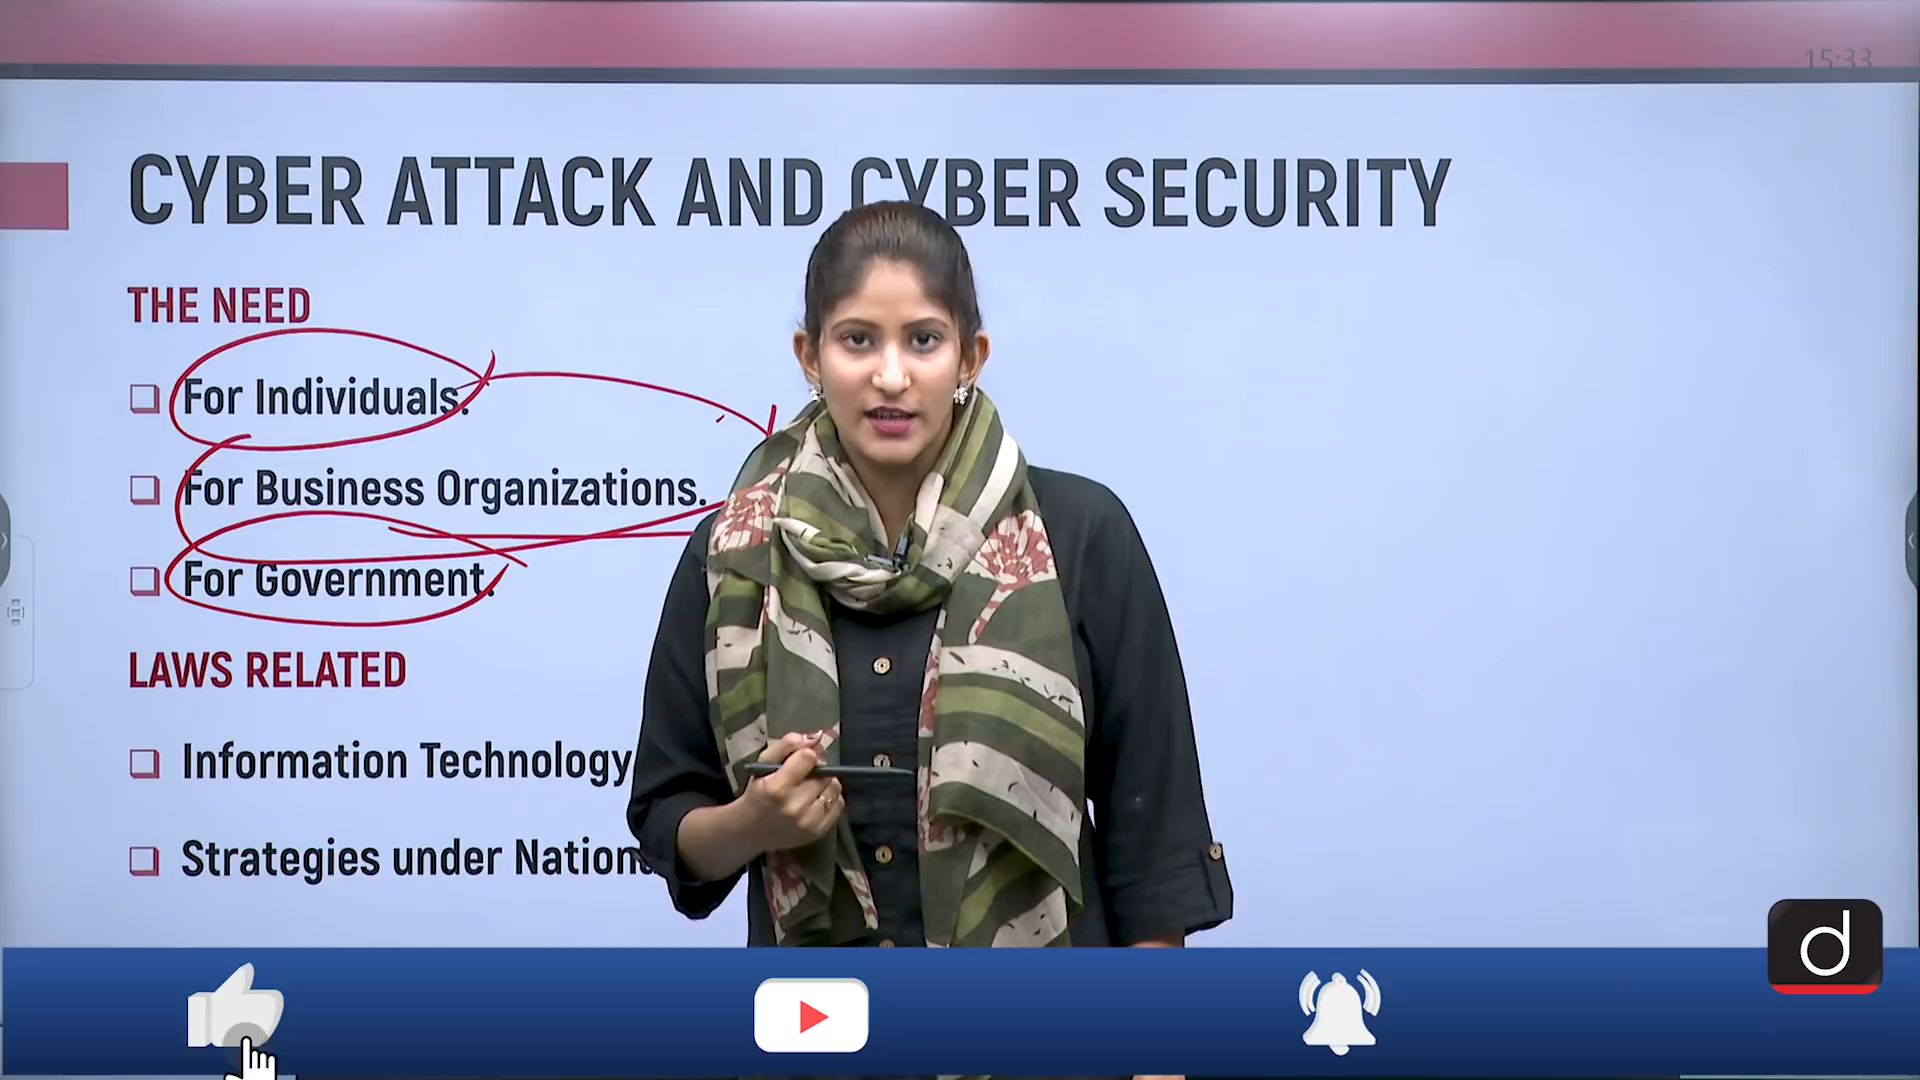 15:33
CYBER ATTACK AND CYBER SECURITY
THE NEED
For Individuals.
For Business Organizations.
For Government.
LAWS RELATED
Information Technology
Strategies under
d